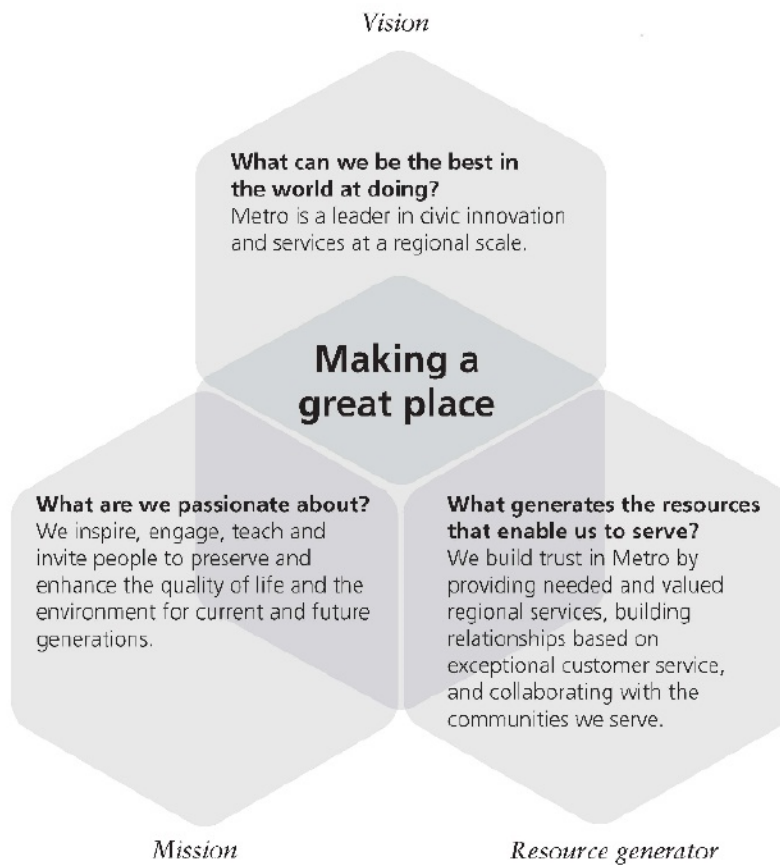 Vision
What can we be the best in
the world at doing?
Metro is a leader in civic innovation
and services at a regional scale.
Making a
great place
What are we passionate about?
We inspire, engage, teach and
invite people to preserve and
enhance the quality of life and the
environment for current and future
generations.
What generates the resources
that enable us to serve?
We build trust in Metro by
providing needed and valued
regional services, building
relationships based on
exceptional customer service,
and collaborating with the
communities we serve.
Mission
Resource generator